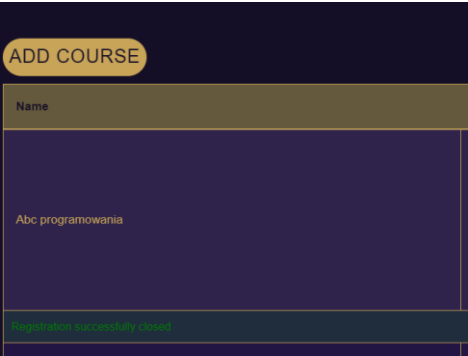 ADD COURSE
Name
Abc programowania
Registration successfully closed